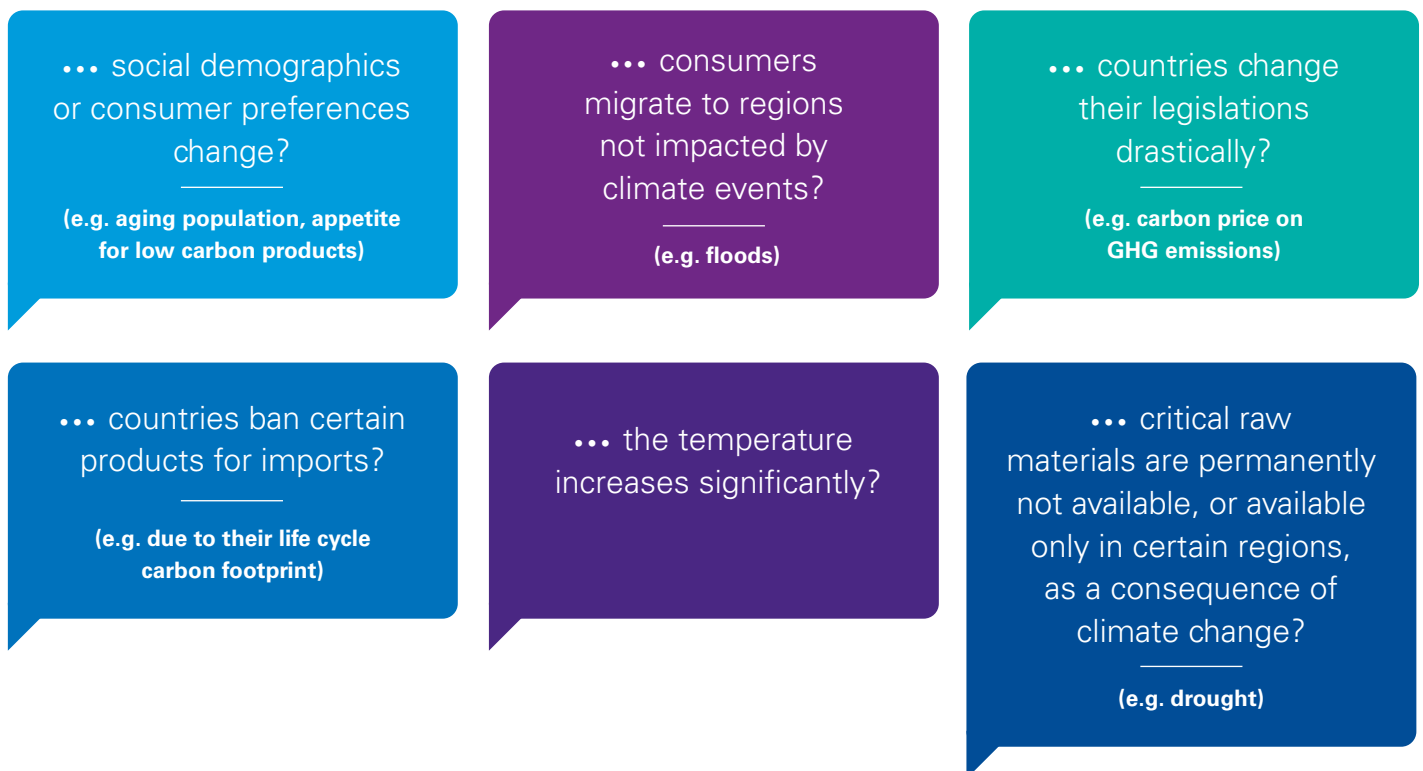 ... social demographics
or consumer preferences
change?
(e.g. aging population, appetite
for low carbon products)
... consumers
migrate to regions
not impacted by
climate events?
(e.g. floods)
... countries change
their legislations
drastically?
(e.g. carbon price on
GHG emissions)
... countries ban certain
products for imports?
(e.g. due to their life cycle
carbon footprint)
... the temperature
increases significantly?
... critical raw
materials are permanently
not available, or available
only in certain regions,
as a consequence of
climate change?
(e.g. drought)